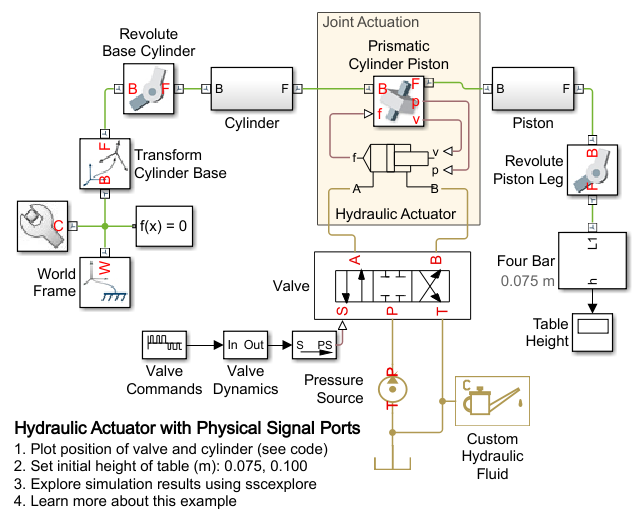 Joint Actuation
Revolute
Base Cylinder
Prismatic
Cylinder Piston
B F
B F
Cylinder
B F
f p
v
B F
Piston
F
B
Transform
Cylinder Base
f v
p
A B
Hydraulic Actuator
Revolute
Piston Leg
B
F
C
f(x) = 0
W
World
Frame
Valve
A B
S P T
L1
h
Four Bar
0.075 m
Table
Height
In Out
S PS
Valve
Commands
Valve
Dynamics
Pressure
Source
P
T
C
Custom
Hydraulic
Fluid
Hydraulic Actuator with Physical Signal Ports
1. Plot position of valve and cylinder (see code)
2. Set initial height of table (m): 0.075, 0.100
3. Explore simulation results using sscexplore
4. Learn more about this example